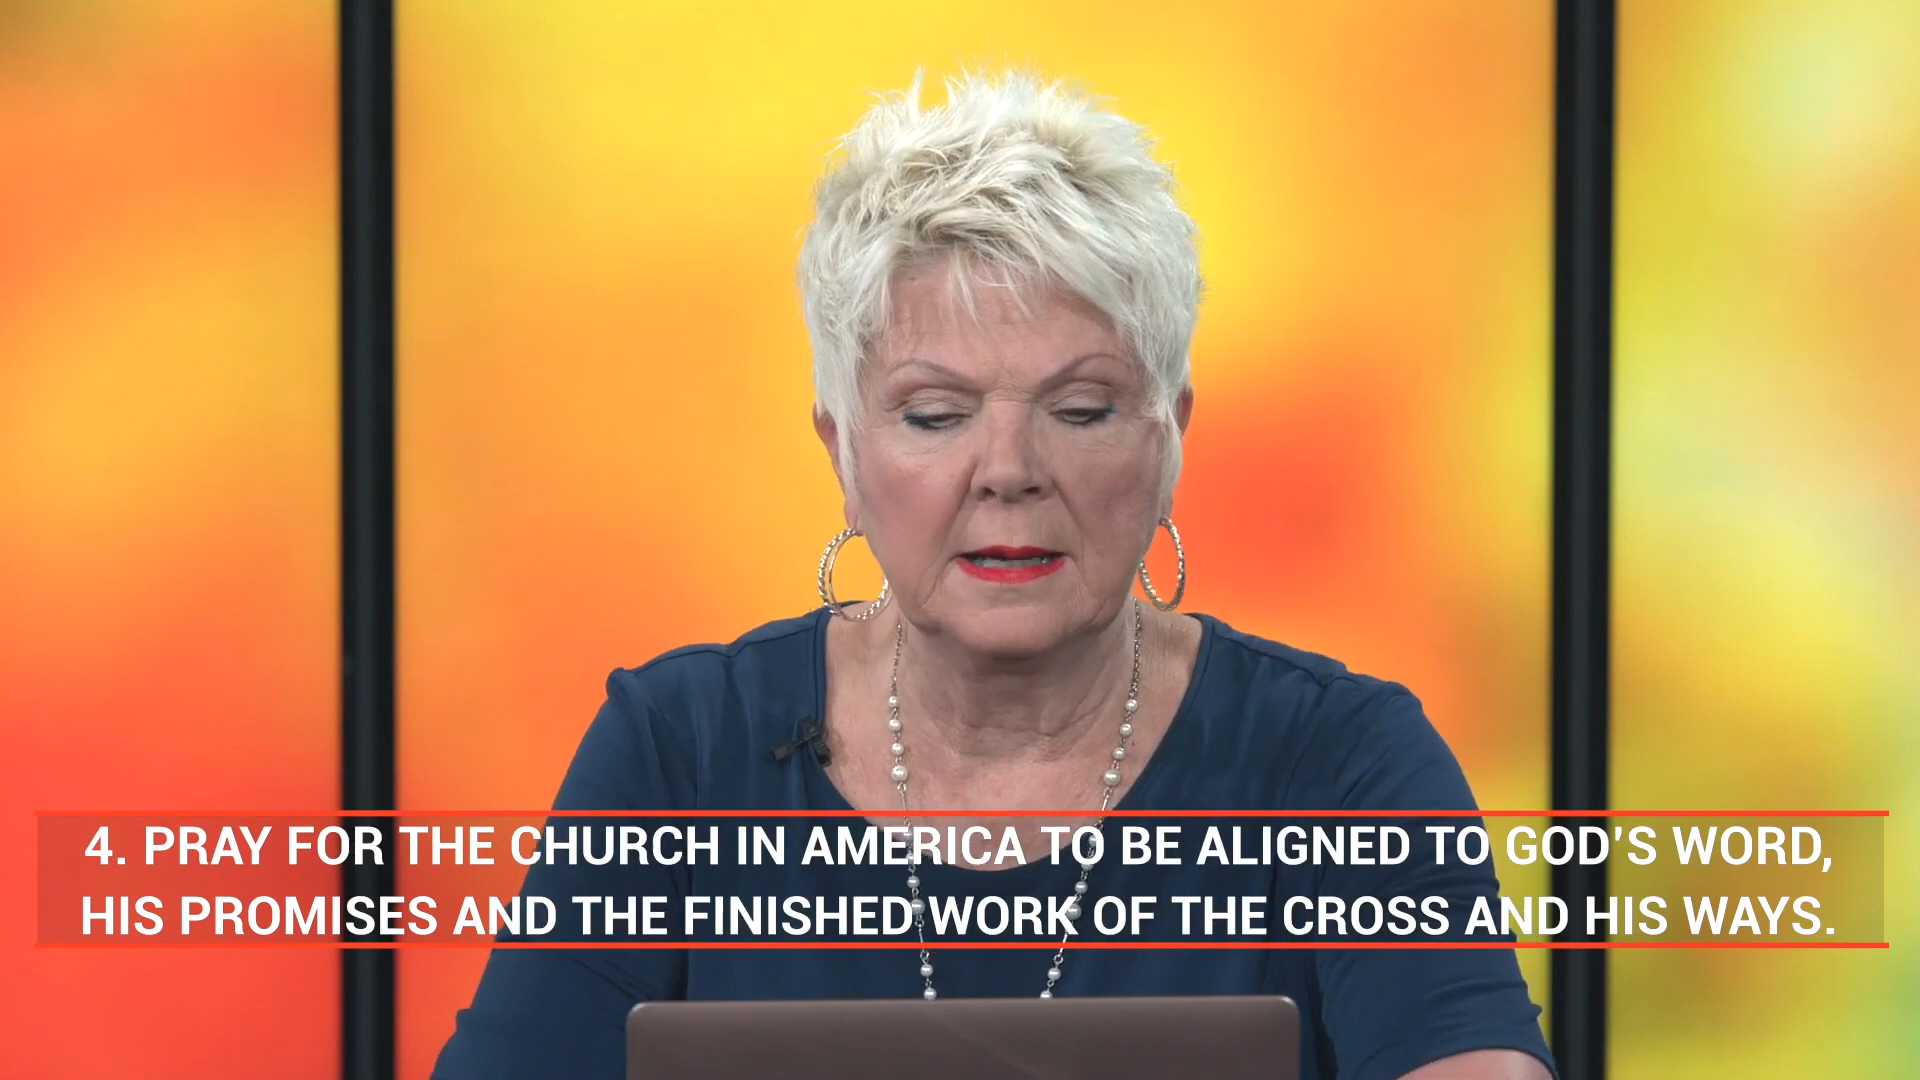 4. PRAY FOR THE CHURCH IN AMERICA TO BE ALIGNED TO GOD'S WORD,
HIS PROMISES AND THE FINISHED WORK OF THE CROSS AND HIS WAYS.